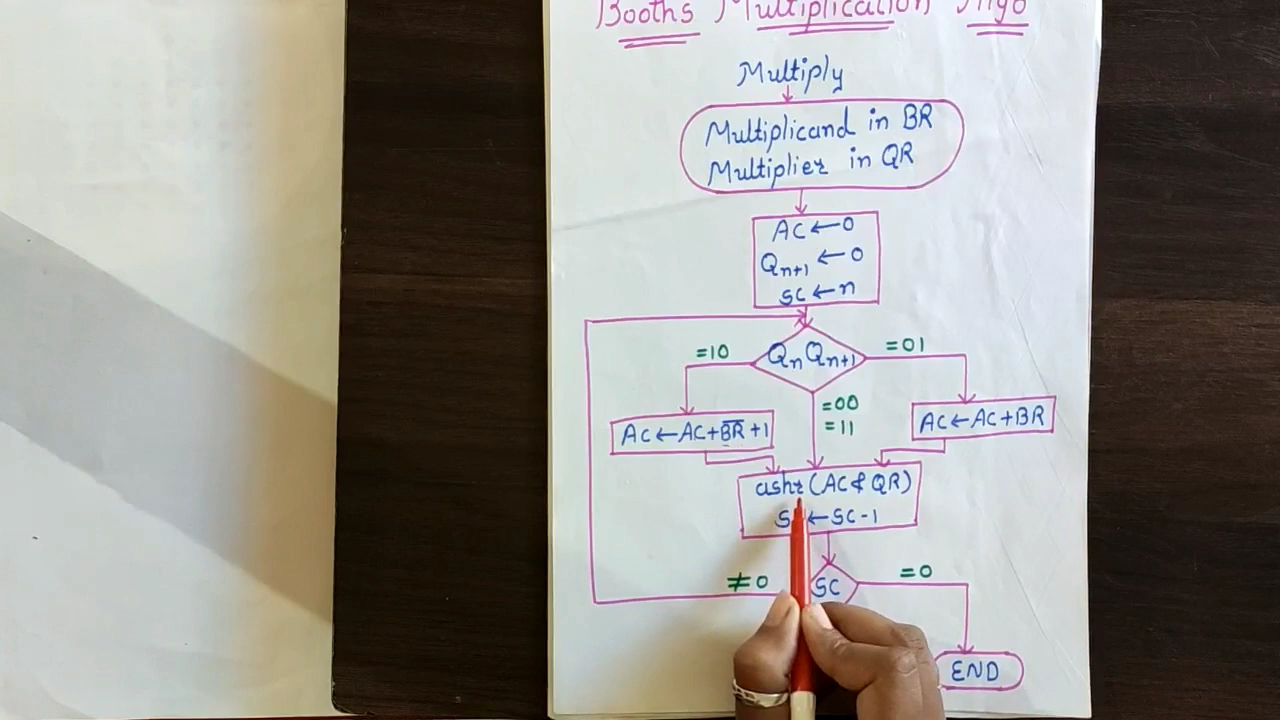 Booths Multiplication Algo
Multiply
Multiplicand in BR
Multiplier in QR
AC ← 0
Qn+1 ← 0
SC ← n
QnQn+1
=10
=01
=00
=11
AC ← AC + B̅R̅ + 1
AC ← AC + BR
ashr (AC & QR)
← SC - 1
SC
≠ 0
= 0
END